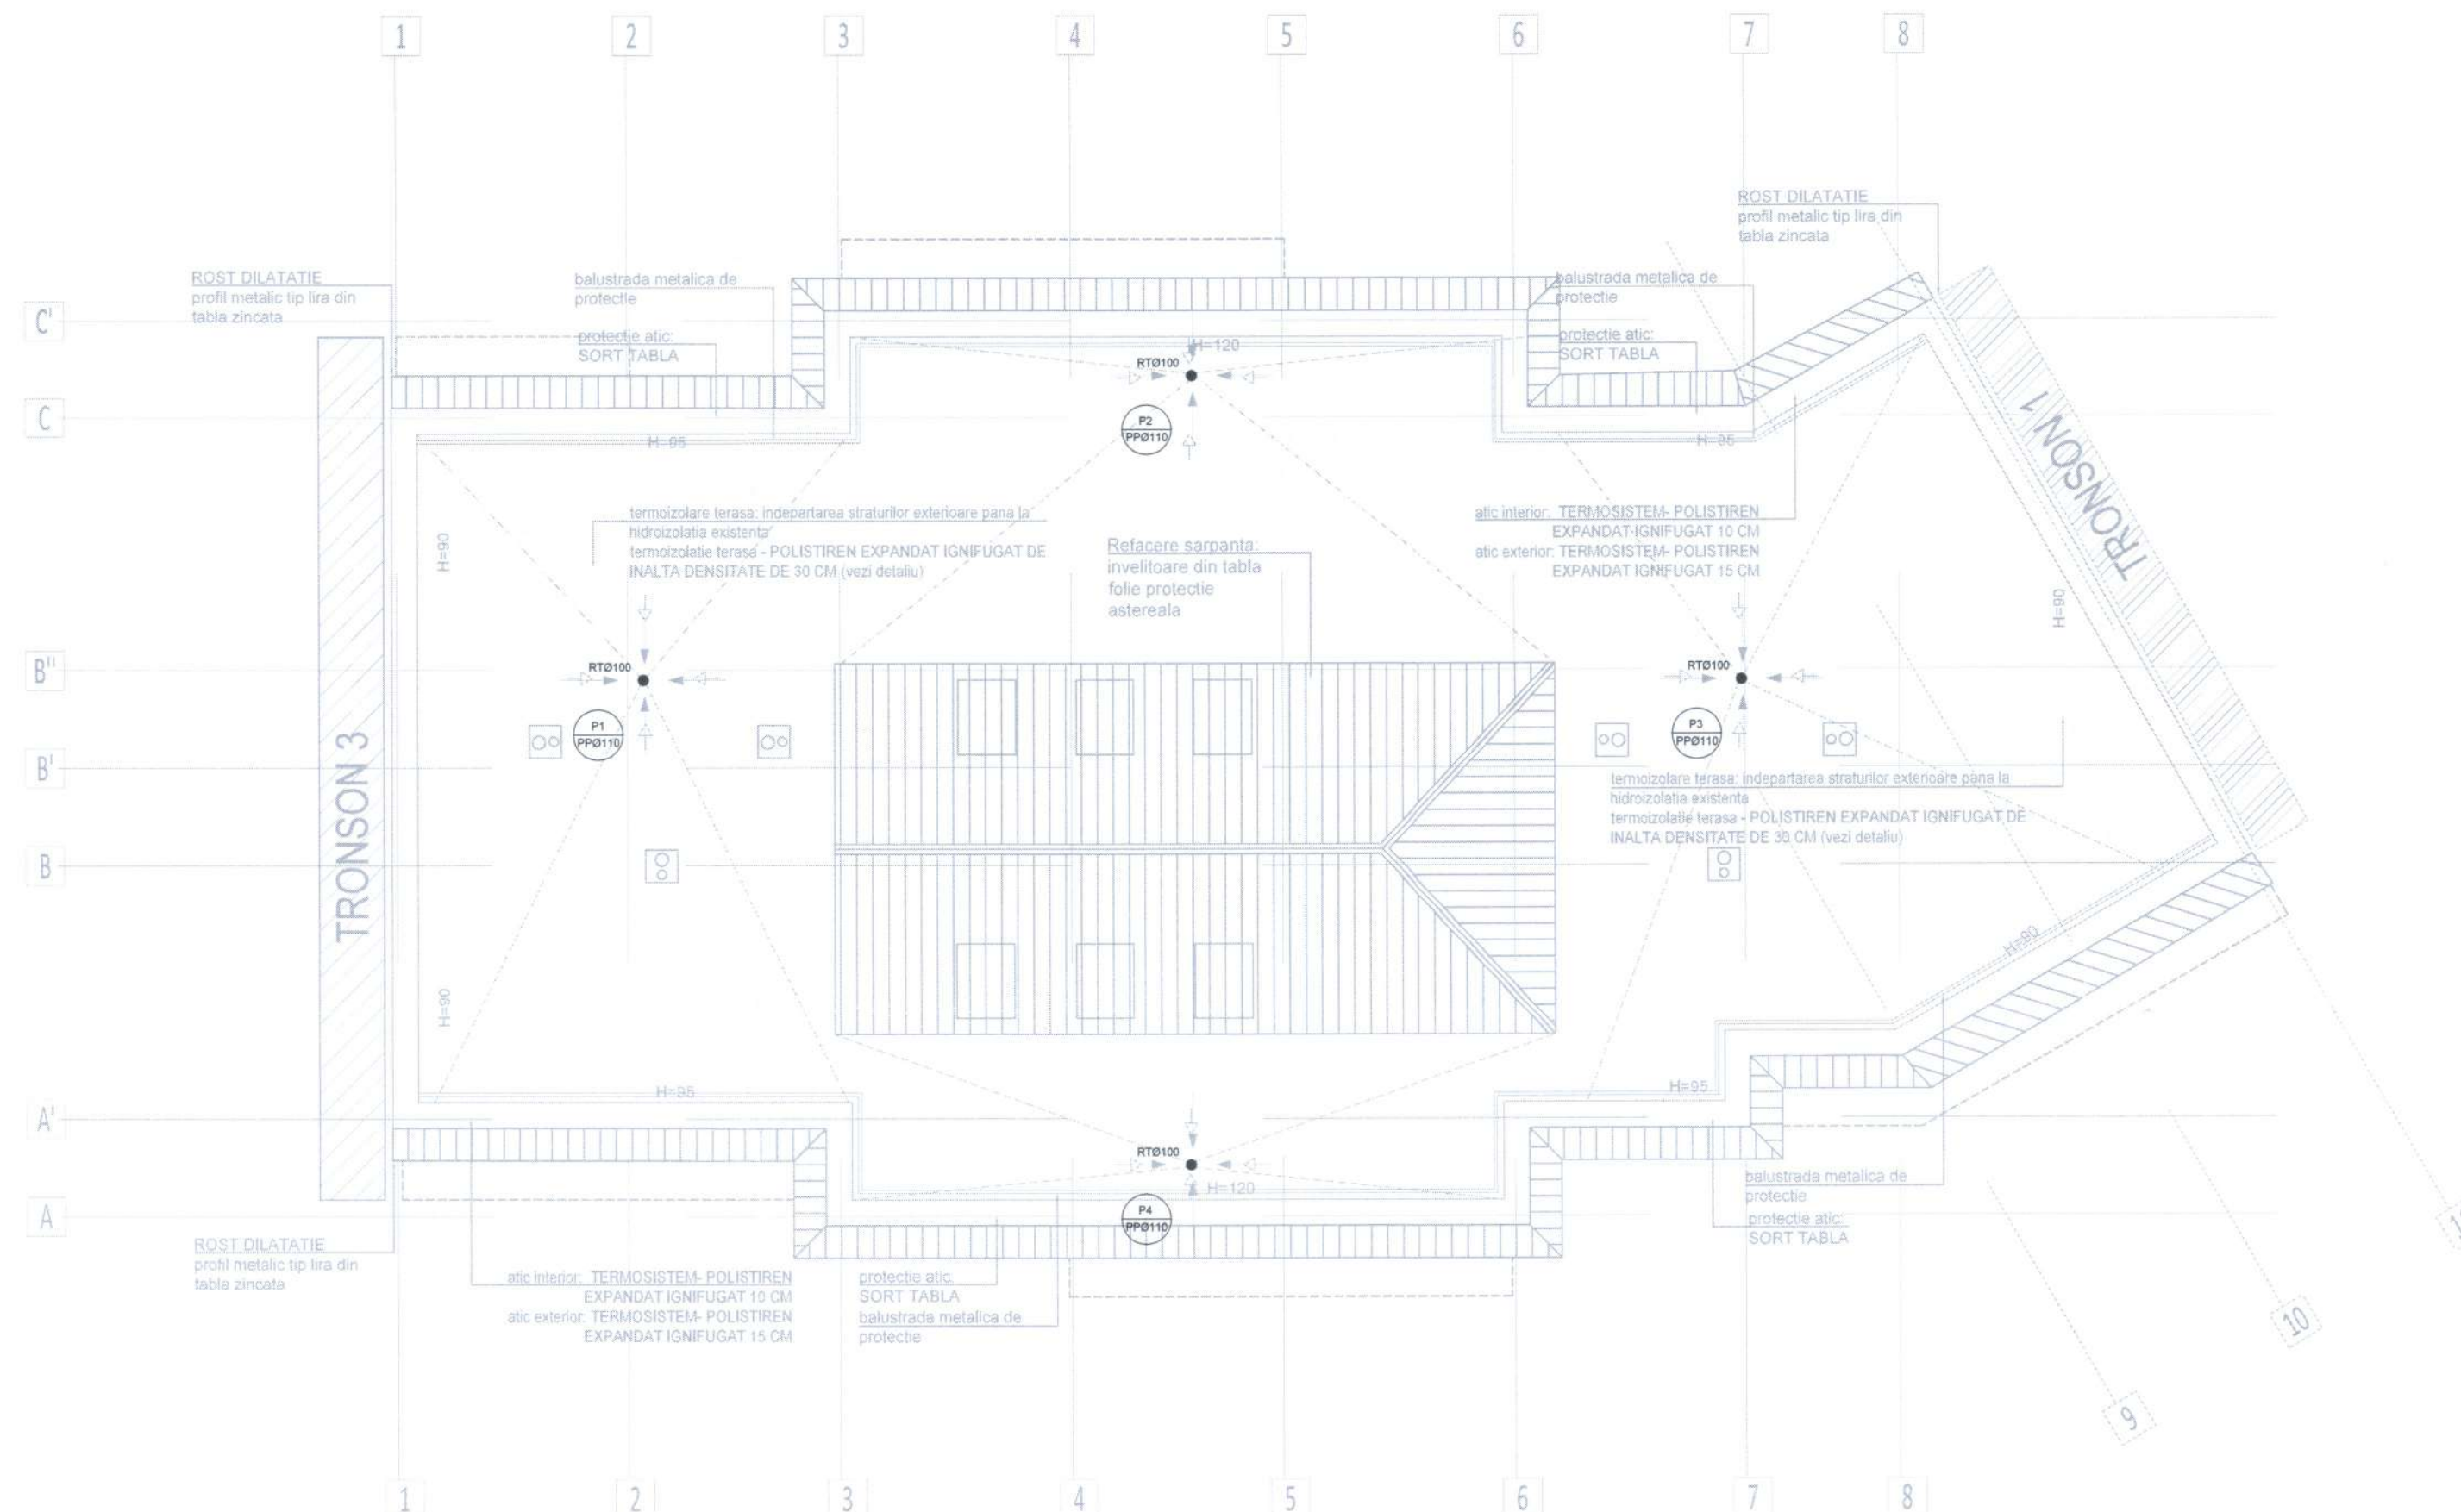 1 2 3 4 5 6 7 8
ROST DILATATIE
profil metalic tip lira din
tabla zincata
ROST DILATATIE
profil metalic tip lira din
tabla zincata
balustrada metalica de
protectie
balustrada metalica de
protectie
C'
protectie atic:
SORT TABLA
H=120
protectie atic:
SORT TABLA
RTØ100
C
P2
PPØ110
H=95
H=95
TRONSON 1
termoizolare terasa: indepartarea straturilor exterioare pana la
hidroizolatia existenta
termoizolatie terasa - POLISTIREN EXPANDAT IGNIFUGAT DE
INALTA DENSITATE DE 30 CM (vezi detaliu)
atic interior: TERMOSISTEM- POLISTIREN
EXPANDAT IGNIFUGAT 10 CM
atic exterior: TERMOSISTEM- POLISTIREN
EXPANDAT IGNIFUGAT 15 CM
H=90
Refacere sarpanta:
invelitoare din tabla
folie protectie
astereala
H=90
B''
RTØ100
RTØ100
P1
PPØ110
P3
PPØ110
B'
TRONSON 3
termoizolare terasa: indepartarea straturilor exterioare pana la
hidroizolatia existenta
termoizolatie terasa - POLISTIREN EXPANDAT IGNIFUGAT DE
INALTA DENSITATE DE 30 CM (vezi detaliu)
B
H=90
H=90
H=95
H=95
A'
RTØ100
H=120
P4
PPØ110
A
balustrada metalica de
protectie
protectie atic:
SORT TABLA
ROST DILATATIE
profil metalic tip lira din
tabla zincata
atic interior: TERMOSISTEM- POLISTIREN
EXPANDAT IGNIFUGAT 10 CM
atic exterior: TERMOSISTEM- POLISTIREN
EXPANDAT IGNIFUGAT 15 CM
protectie atic:
SORT TABLA
balustrada metalica de
protectie
10
9
1 2 3 4 5 6 7 8